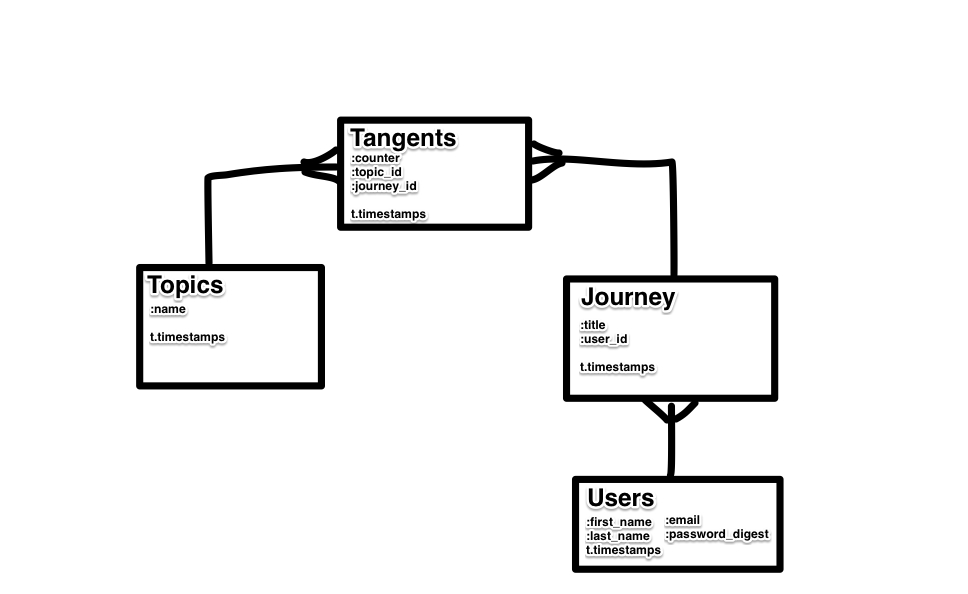 Tangents
:counter
:topic_id
:journey_id
t.timestamps
Topics
:name
t.timestamps
Journey
:title
:user_id
t.timestamps
Users
:first_name :email
:last_name :password_digest
t.timestamps